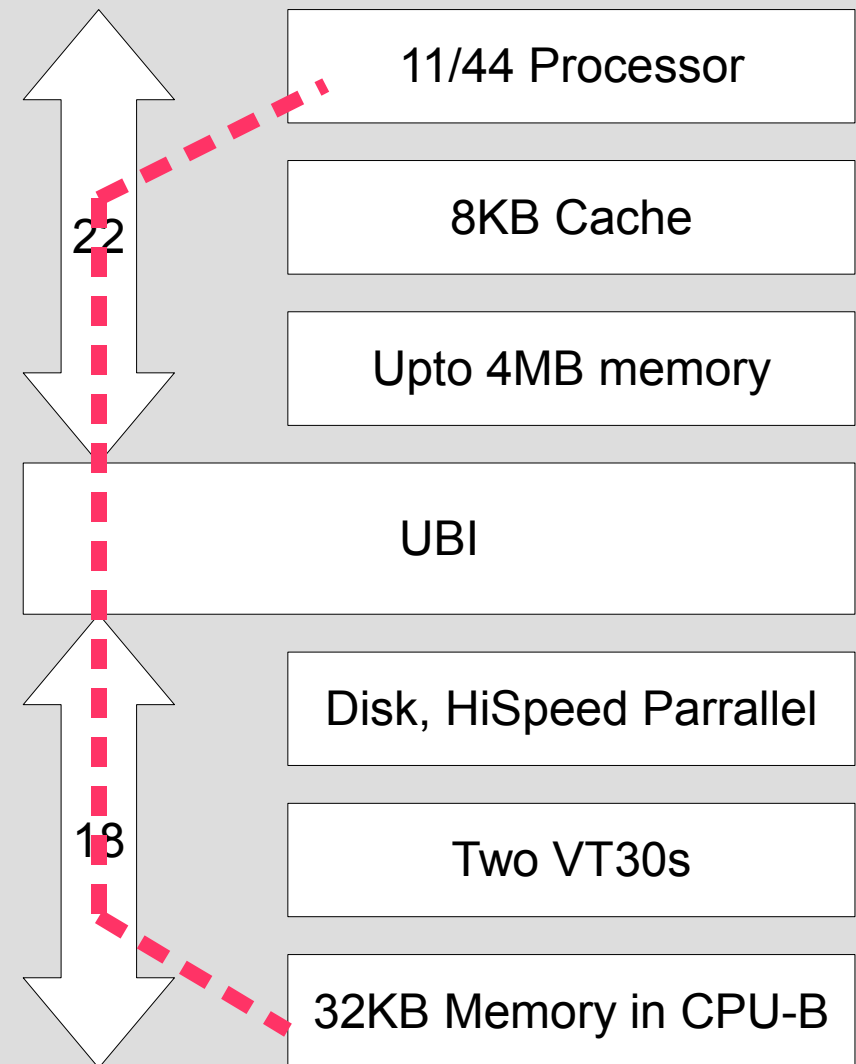 11/44 Processor
22
8KB Cache
Upto 4MB memory
UBI
Disk, HiSpeed Parrallel
18
Two VT30s
32KB Memory in CPU-B